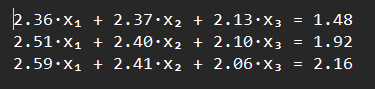 2.36·x₁ + 2.37·x₂ + 2.13·x₃ = 1.48
2.51·x₁ + 2.40·x₂ + 2.10·x₃ = 1.92
2.59·x₁ + 2.41·x₂ + 2.06·x₃ = 2.16